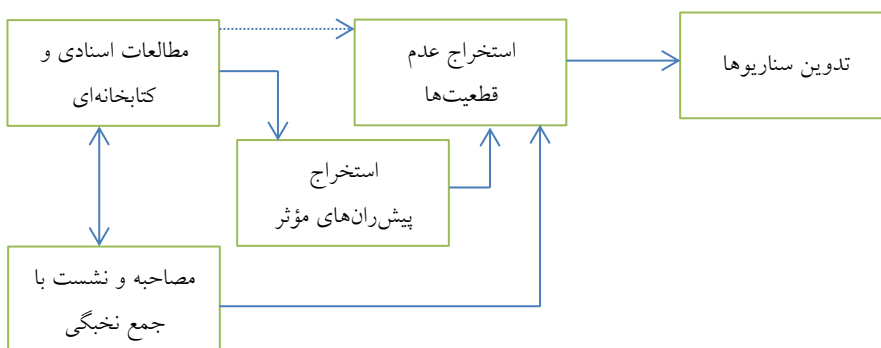 مطالعات اسنادی و
کتابخانه‌ای
استخراج عدم
قطعیت‌ها
تدوین سناریوها
استخراج
پیش‌ران‌های مؤثر
مصاحبه و نشست با
جمع نخبگی